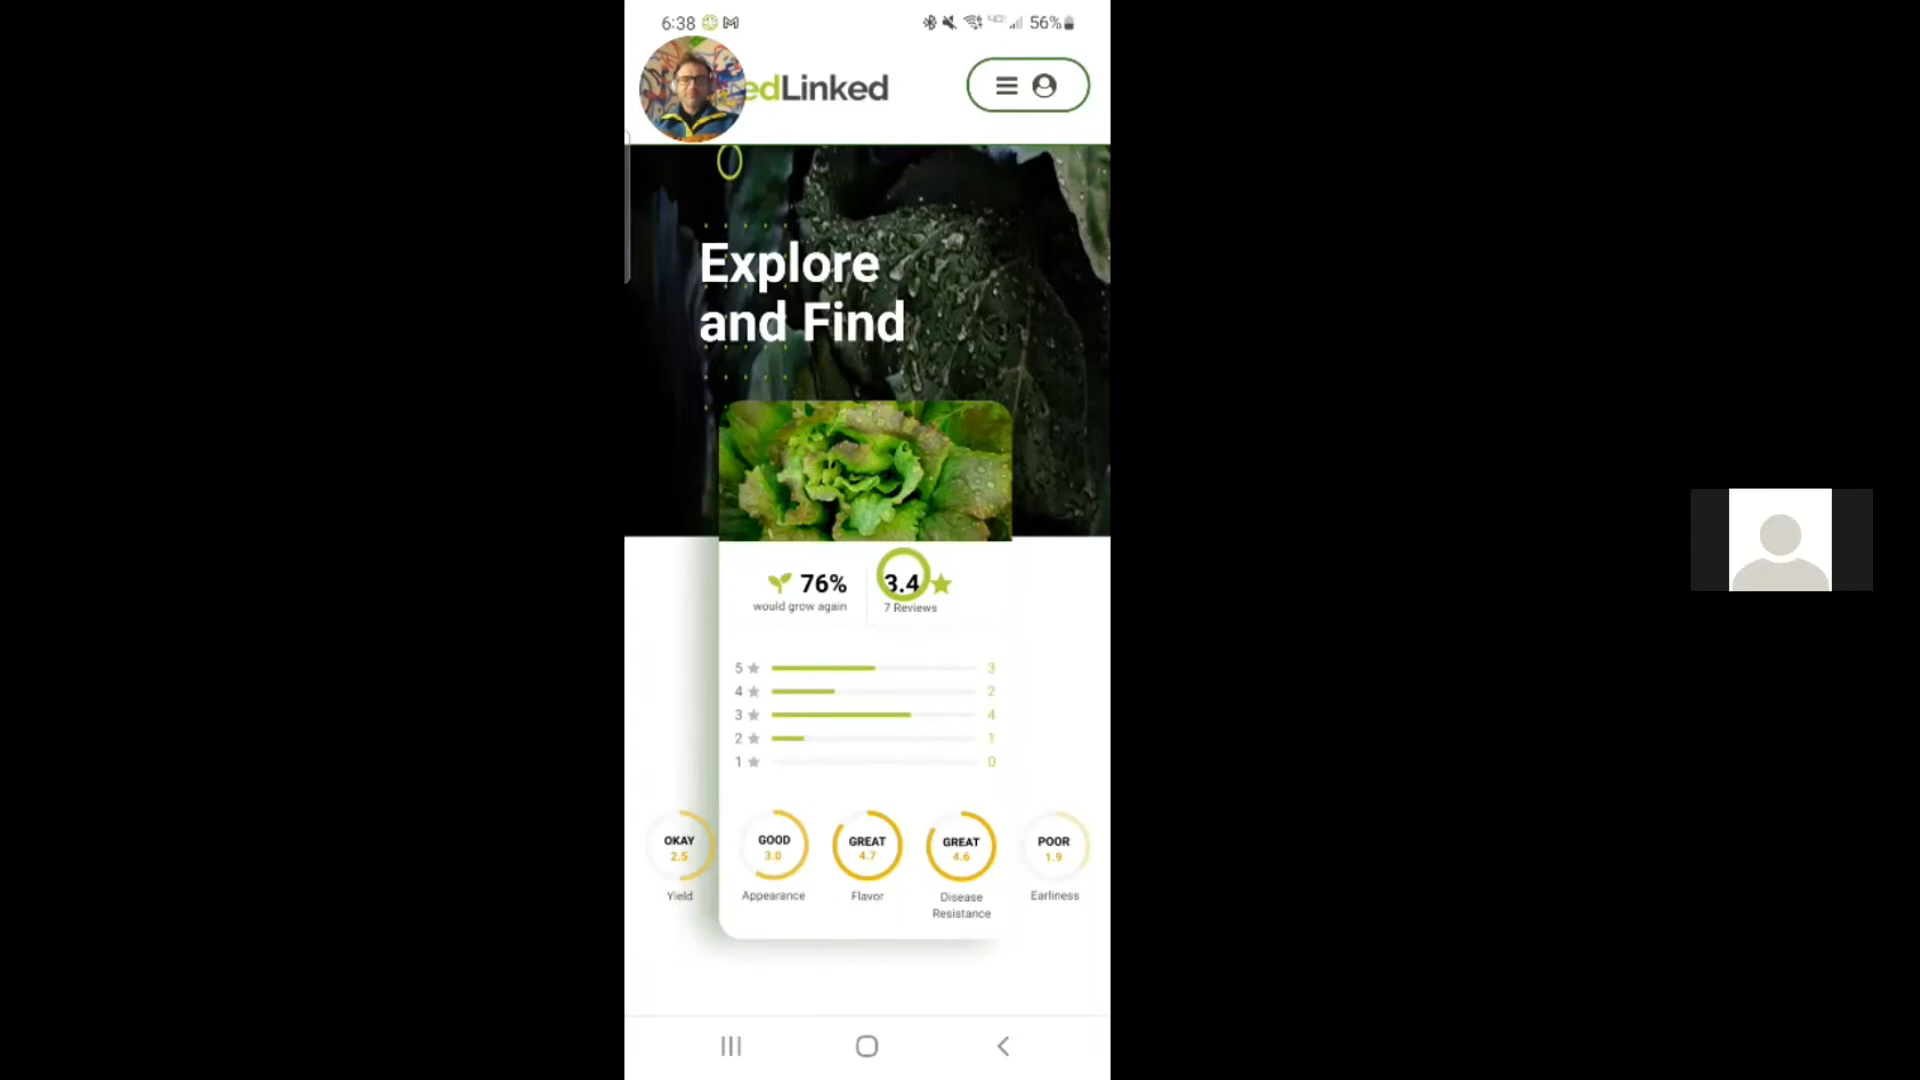 6:38
56%
edLinked
Explore
and Find
76%
would grow again
3.4
7 Reviews
5 3
4 2
3 4
2 1
1 0
OKAY
2.5
Yield
GOOD
3.0
Appearance
GREAT
4.7
Flavor
GREAT
4.6
Disease
Resistance
POOR
1.9
Earliness